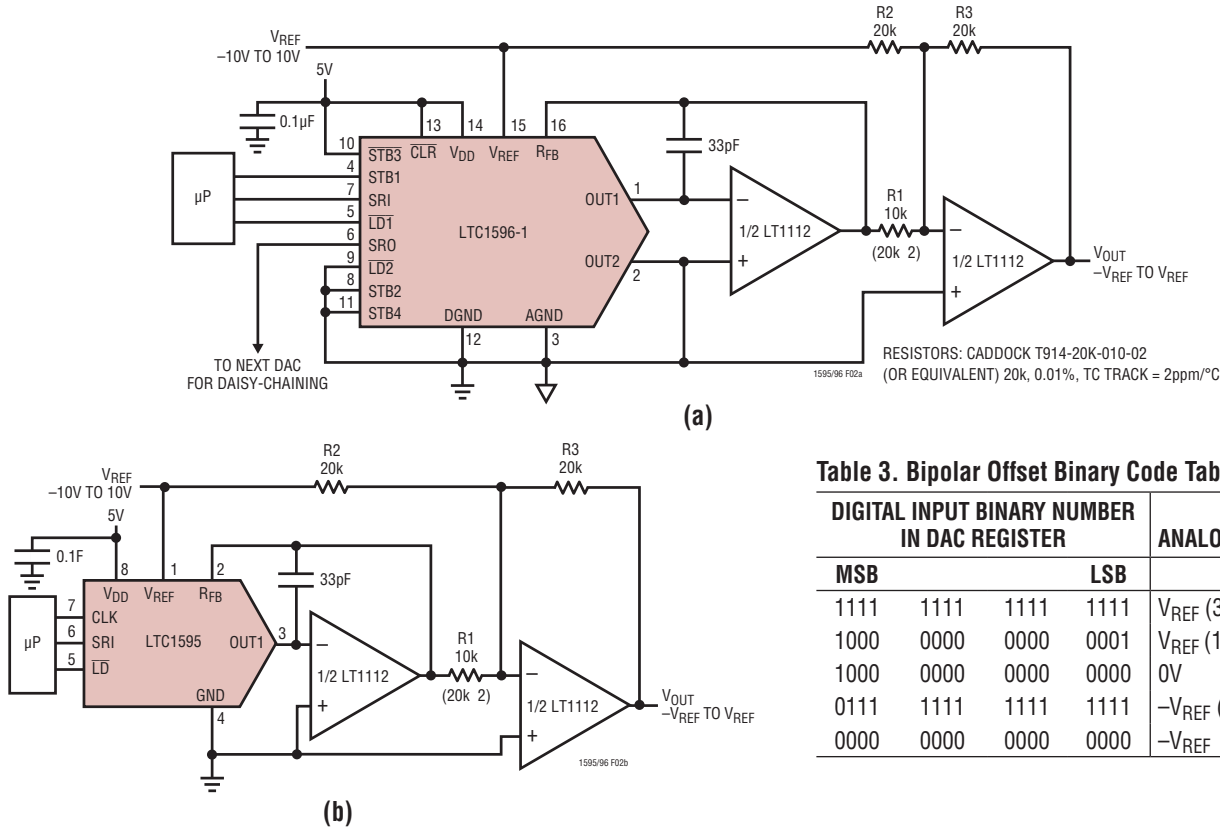 R2
20k
R3
20k
VREF
–10V TO 10V
5V
0.1µF
13
14
15
16
10
STB3
CLR
VDD
VREF
RFB
33pF
µP
4
STB1
7
SRI
5
LD1
6
SRO
9
LD2
8
STB2
11
STB4
LTC1596-1
OUT1
1
OUT2
2
DGND
AGND
12
3
–
1/2 LT1112
+
R1
10k
(20k 2)
–
1/2 LT1112
+
VOUT
–VREF TO VREF
TO NEXT DAC
FOR DAISY-CHAINING
1595/96 F02a
RESISTORS: CADDOCK T914-20K-010-02
(OR EQUIVALENT) 20k, 0.01%, TC TRACK = 2ppm/°C
(a)
R2
20k
R3
20k
VREF
–10V TO 10V
5V
0.1F
8
1
2
VDD
VREF
RFB
33pF
µP
7
CLK
6
SRI
5
LD
LTC1595
OUT1
3
GND
4
–
1/2 LT1112
+
R1
10k
(20k 2)
–
1/2 LT1112
+
VOUT
–VREF TO VREF
1595/96 F02b
(b)
Table 3. Bipolar Offset Binary Code Tab
DIGITAL INPUT BINARY NUMBER
IN DAC REGISTER
ANALO
MSB LSB
1111 1111 1111 1111 VREF (3
1000 0000 0000 0001 VREF (1
1000 0000 0000 0000 0V
0111 1111 1111 1111 –VREF (
0000 0000 0000 0000 –VREF